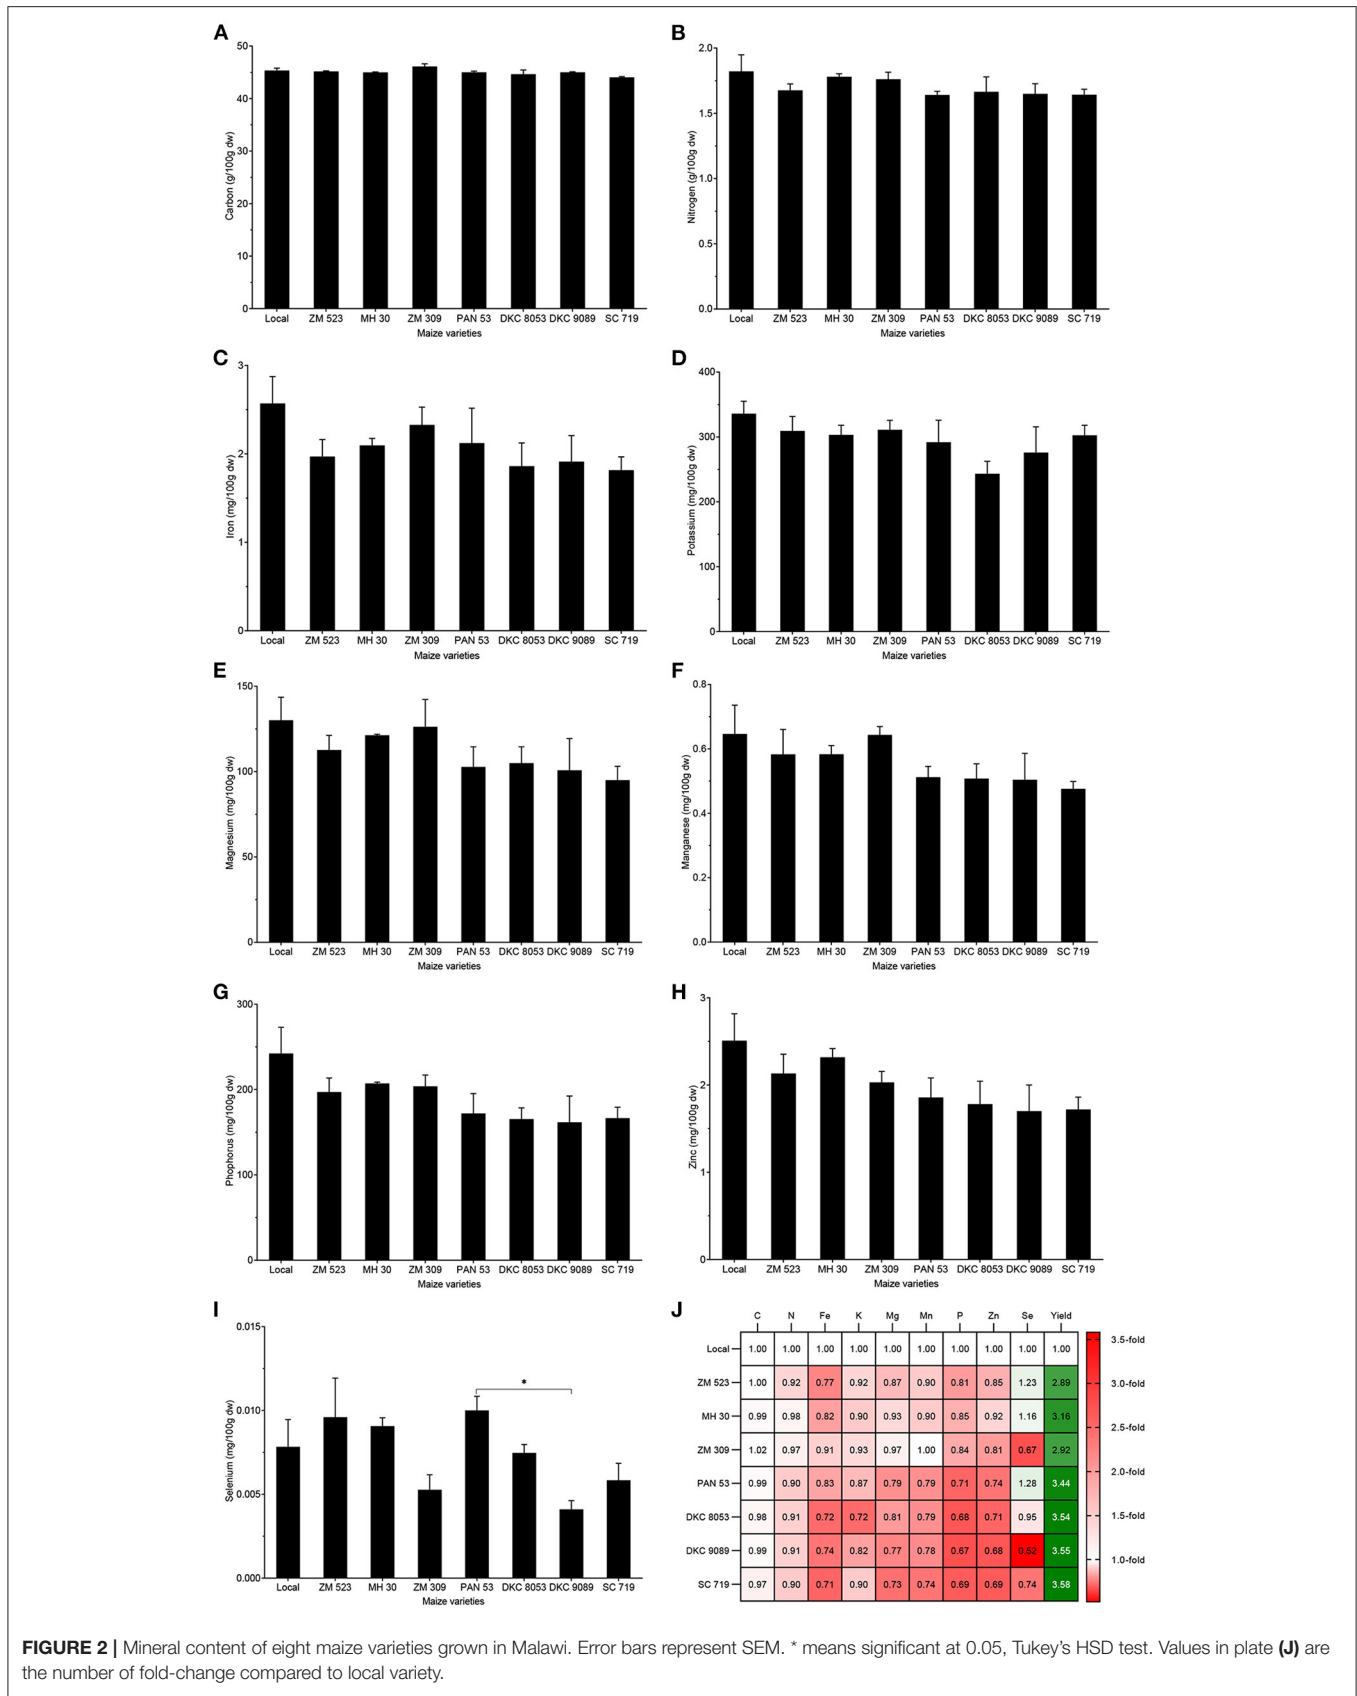 A
50
40
30
20
10
0
Carbon (g/100g dw)
Local ZM 523 MH 30 ZM 309 PAN 53 DKC 8053 DKC 9089 SC 719
Maize varieties
B
2.0
1.5
1.0
0.5
0.0
Nitrogen (g/100g dw)
Local ZM 523 MH 30 ZM 309 PAN 53 DKC 8053 DKC 9089 SC 719
Maize varieties
C
3
2
1
0
Iron (mg/100g dw)
Local ZM 523 MH 30 ZM 309 PAN 53 DKC 8053 DKC 9089 SC 719
Maize varieties
D
400
300
200
100
0
Potassium (mg/100g dw)
Local ZM 523 MH 30 ZM 309 PAN 53 DKC 8053 DKC 9089 SC 719
Maize varieties
E
150
100
50
0
Magnesium (mg/100g dw)
Local ZM 523 MH 30 ZM 309 PAN 53 DKC 8053 DKC 9089 SC 719
Maize varieties
F
0.8
0.6
0.4
0.2
0.0
Manganese (mg/100g dw)
Local ZM 523 MH 30 ZM 309 PAN 53 DKC 8053 DKC 9089 SC 719
Maize varieties
G
300
200
100
0
Phophorus (mg/100g dw)
Local ZM 523 MH 30 ZM 309 PAN 53 DKC 8053 DKC 9089 SC 719
Maize varieties
H
3
2
1
0
Zinc (mg/100g dw)
Local ZM 523 MH 30 ZM 309 PAN 53 DKC 8053 DKC 9089 SC 719
Maize varieties
I
0.015
0.010
0.005
0.000
Selenium (mg/100g dw)
*
Local ZM 523 MH 30 ZM 309 PAN 53 DKC 8053 DKC 9089 SC 719
Maize varieties
J
C N Fe K Mg Mn P Zn Se Yield
Local 1.00 1.00 1.00 1.00 1.00 1.00 1.00 1.00 1.00 1.00
ZM 523 1.00 0.92 0.77 0.92 0.87 0.90 0.81 0.85 1.23 2.89
MH 30 0.99 0.98 0.82 0.90 0.93 0.90 0.85 0.92 1.16 3.16
ZM 309 1.02 0.97 0.91 0.93 0.97 1.00 0.84 0.81 0.67 2.92
PAN 53 0.99 0.90 0.83 0.87 0.79 0.79 0.71 0.74 1.28 3.44
DKC 8053 0.98 0.91 0.72 0.72 0.81 0.79 0.68 0.71 0.95 3.54
DKC 9089 0.99 0.91 0.74 0.82 0.77 0.78 0.67 0.68 0.52 3.55
SC 719 0.97 0.90 0.71 0.90 0.73 0.74 0.69 0.69 0.74 3.58
3.5-fold
3.0-fold
2.5-fold
2.0-fold
1.5-fold
1.0-fold
FIGURE 2 | Mineral content of eight maize varieties grown in Malawi. Error bars represent SEM. * means significant at 0.05, Tukey's HSD test. Values in plate (J) are
the number of fold-change compared to local variety.